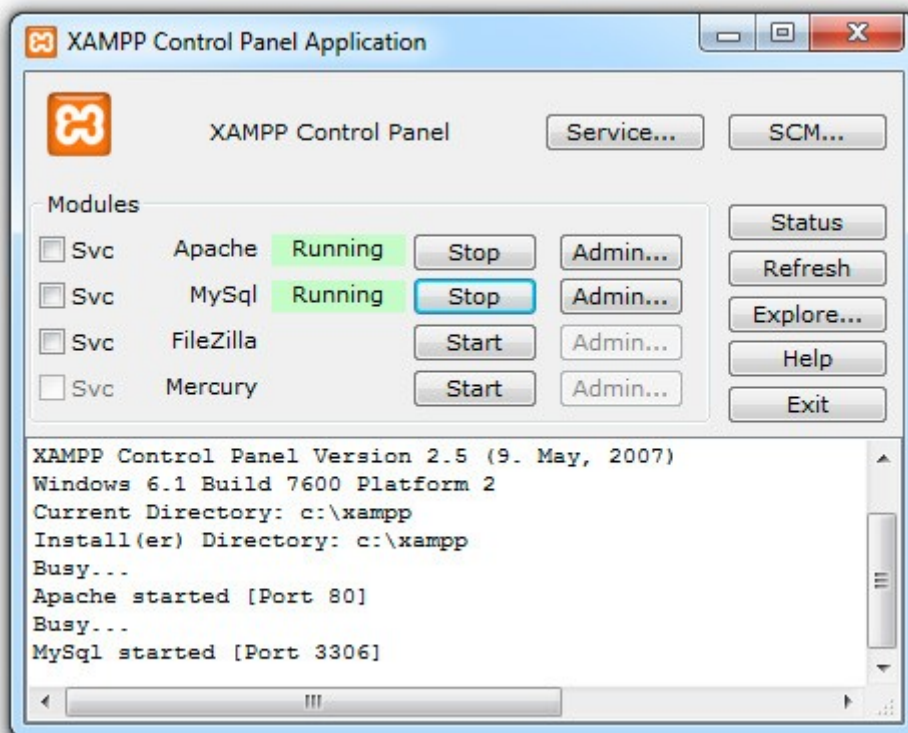 XAMPP Control Panel Application
XAMPP Control Panel Service... SCM...
Modules
Svc Apache Running Stop Admin...
Svc MySql Running Stop Admin...
Svc FileZilla Start Admin...
Svc Mercury Start Admin...
Status
Refresh
Explore...
Help
Exit
XAMPP Control Panel Version 2.5 (9. May, 2007)
Windows 6.1 Build 7600 Platform 2
Current Directory: c:\xampp
Install(er) Directory: c:\xampp
Busy...
Apache started [Port 80]
Busy...
MySql started [Port 3306]